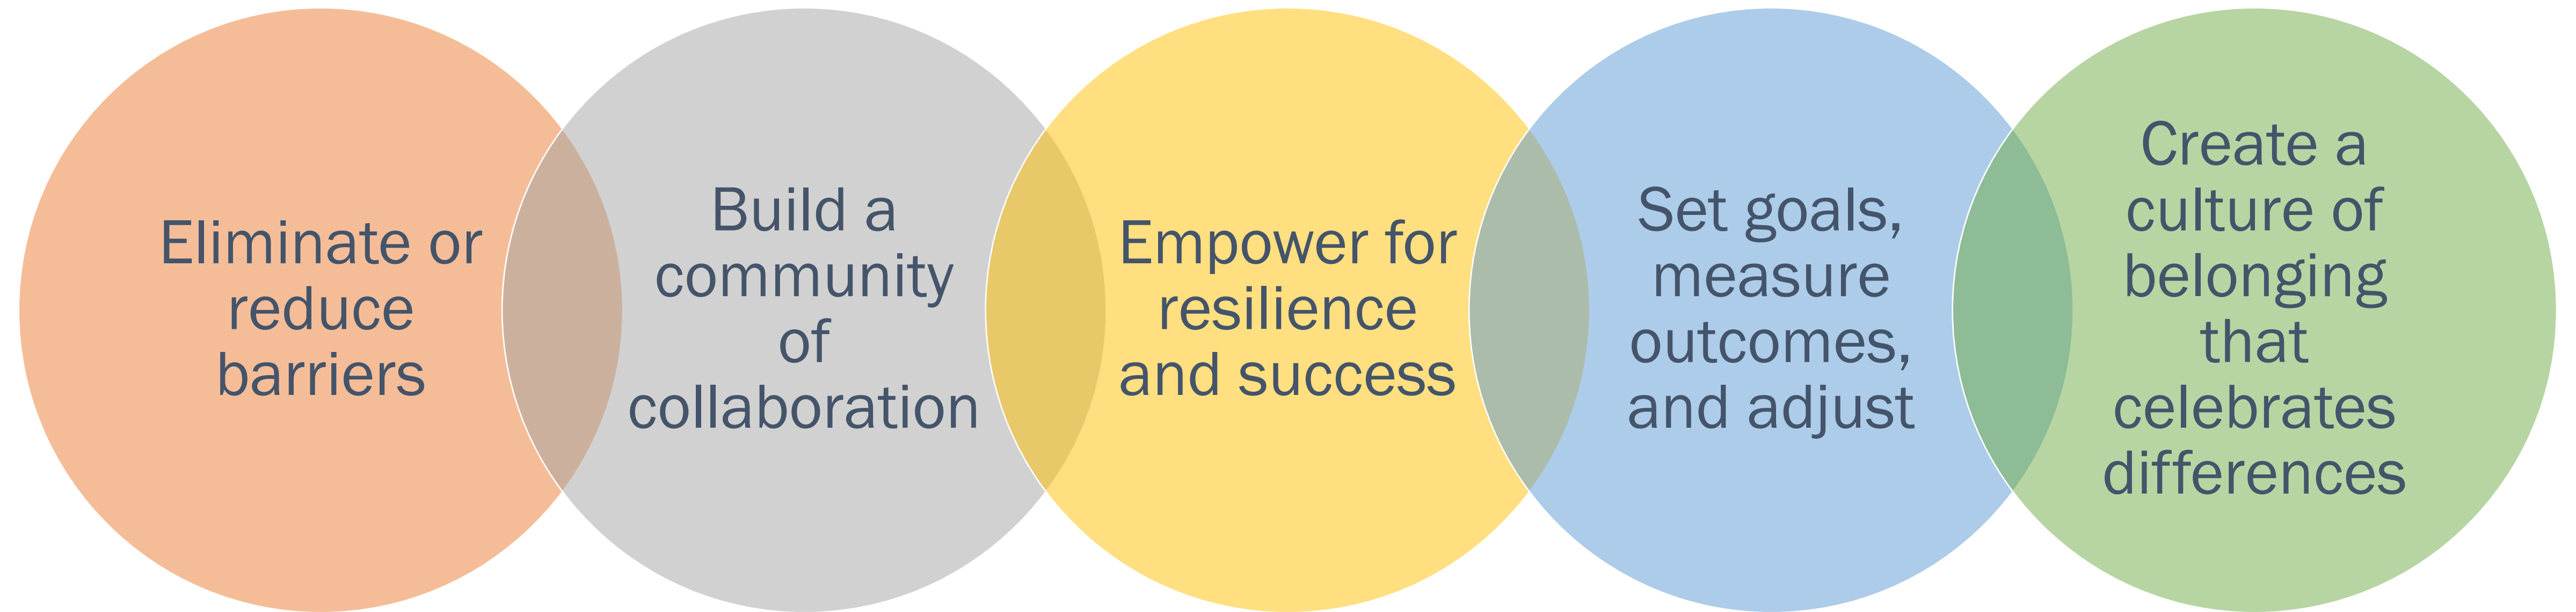 Eliminate or
reduce
barriers
Build a
community
of
collaboration
Empower for
resilience
and success
Set goals,
measure
outcomes,
and adjust
Create a
culture of
belonging
that
celebrates
differences